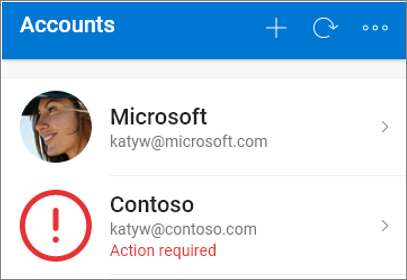 Accounts
Microsoft
katyw@microsoft.com
Contoso
katyw@contoso.com
Action required